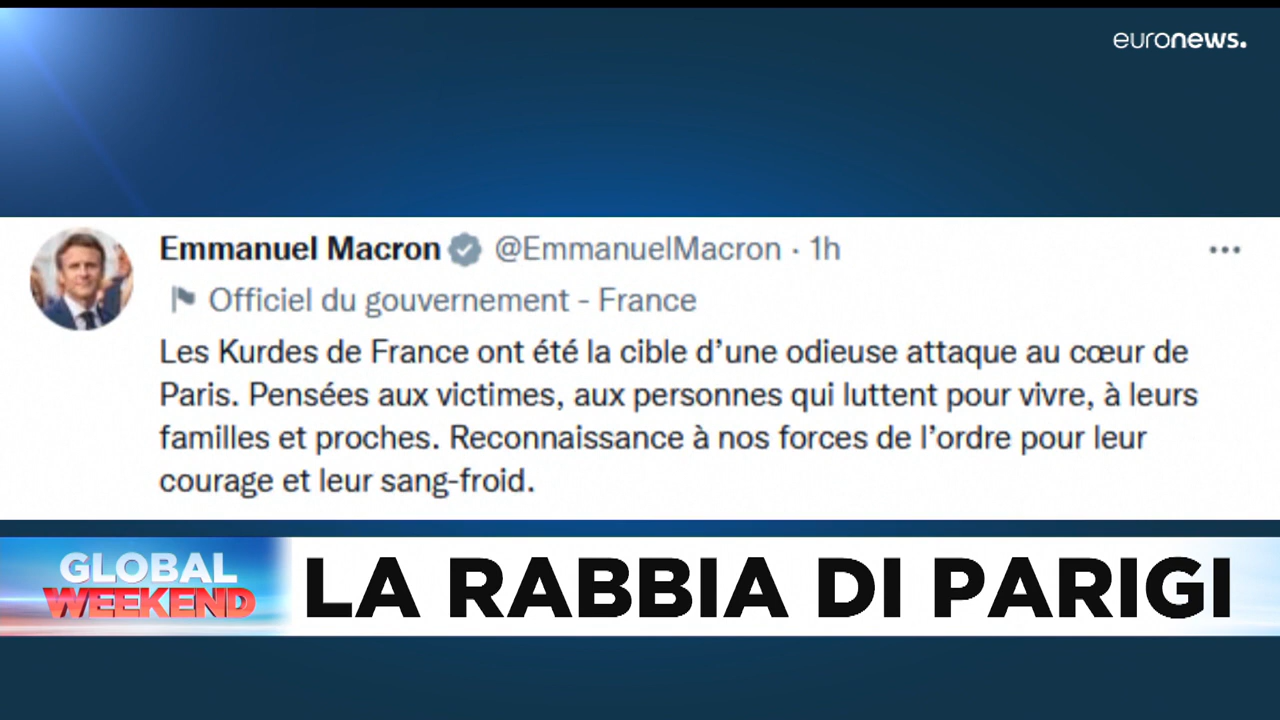 euronews.
Emmanuel Macron @EmmanuelMacron · 1h
Officiel du gouvernement - France
Les Kurdes de France ont été la cible d’une odieuse attaque au cœur de
Paris. Pensées aux victimes, aux personnes qui luttent pour vivre, à leurs
familles et proches. Reconnaissance à nos forces de l’ordre pour leur
courage et leur sang-froid.
GLOBAL
WEEKEND
LA RABBIA DI PARIGI